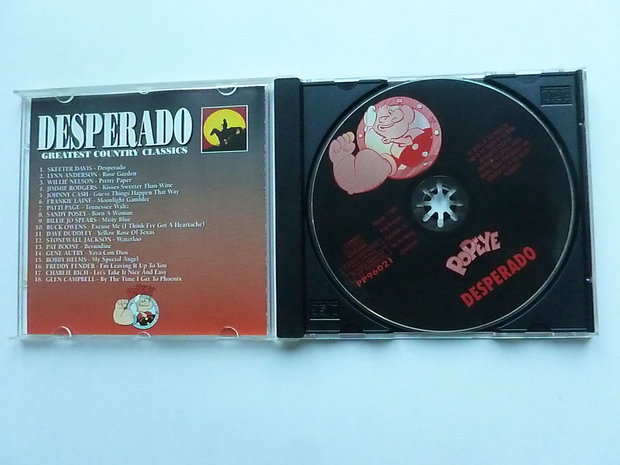 DESPERADO
GREATEST COUNTRY CLASSICS
1. SKEETER DAVIS - Desperado
2. LYNN ANDERSON - Rose Garden
3. WILLIE NELSON - Pretty Paper
4. JIMMIE RODGERS - Kisses Sweeter Than Wine
5. JOHNNY CASH - Guess Things Happen That Way
6. FRANKIE LAINE - Moonlight Gambler
7. PATTI PAGE - Tennessee Waltz
8. SANDY POSEY - Born A Woman
9. BILLIE JO SPEARS - Misty Blue
10. BUCK OWENS - Excuse Me (I Think I've Got A Heartache)
11. DAVE DUDLEY - Yellow Rose Of Texas
12. STONEWALL JACKSON - Waterloo
13. PAT BOONE - Bernadine
14. GENE AUTRY - Vaya Con Dios
15. BOBBY HELMS - My Special Angel
16. FREDDY FENDER - I'm Leaving It Up To You
17. CHARLIE RICH - Let's Take It Nice And Easy
18. GLEN CAMPBELL - By The Time I Get To Phoenix
POPEYE
PP96021
POPEYE
DESPERADO